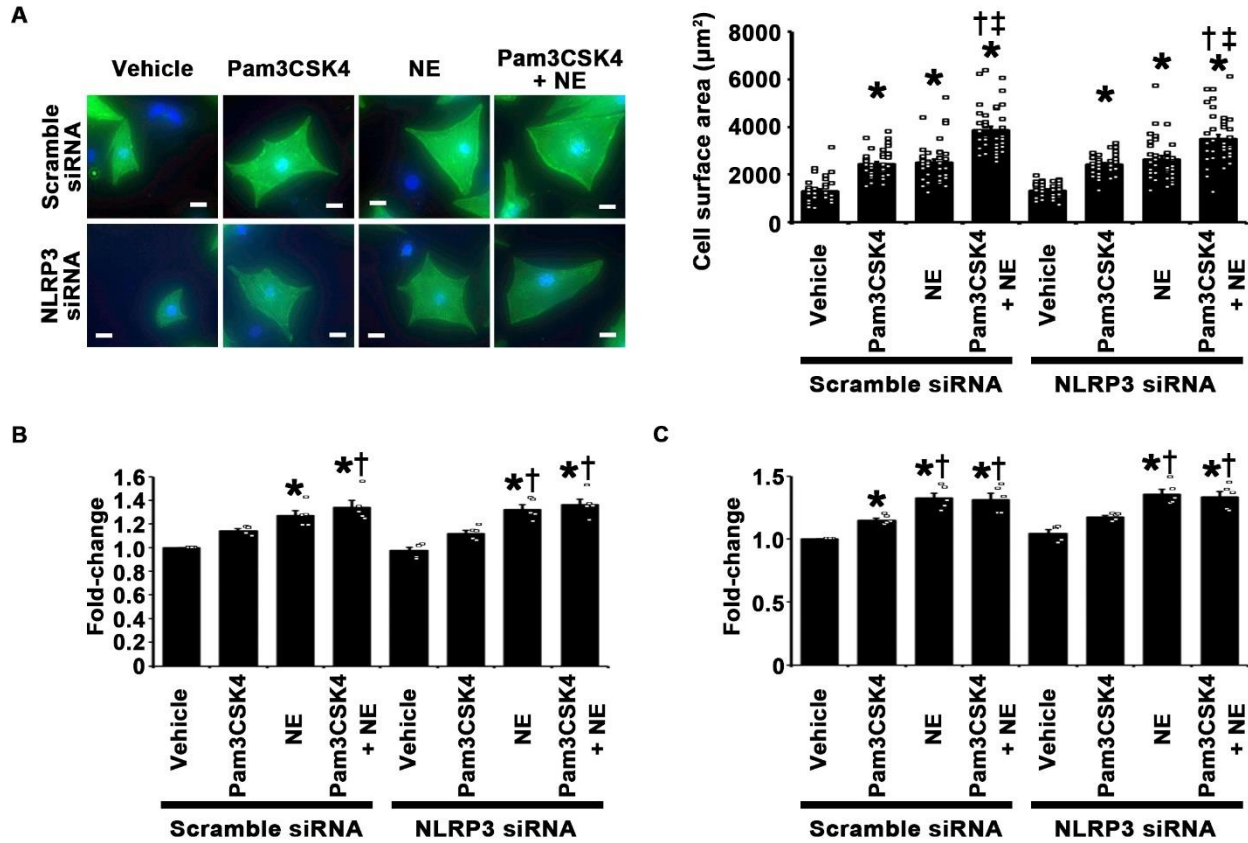 A
Vehicle
Pam3CSK4
NE
Pam3CSK4
+ NE
Scramble
siRNA
NLRP3
siRNA
Cell surface area (µm²)
8000
6000
4000
2000
0
*
*
†‡
*
*
*
†‡
*
Vehicle
Pam3CSK4
NE
Pam3CSK4
+ NE
Vehicle
Pam3CSK4
NE
Pam3CSK4
+ NE
Scramble siRNA
NLRP3 siRNA
B
Fold-change
1.6
1.4
1.2
1.0
0.8
0.6
0.4
0.2
0
*
*†
*†
*†
Vehicle
Pam3CSK4
NE
Pam3CSK4
+ NE
Vehicle
Pam3CSK4
NE
Pam3CSK4
+ NE
Scramble siRNA
NLRP3 siRNA
C
Fold-change
1.5
1.0
0.5
0
*
*†
*†
*†
*†
Vehicle
Pam3CSK4
NE
Pam3CSK4
+ NE
Vehicle
Pam3CSK4
NE
Pam3CSK4
+ NE
Scramble siRNA
NLRP3 siRNA